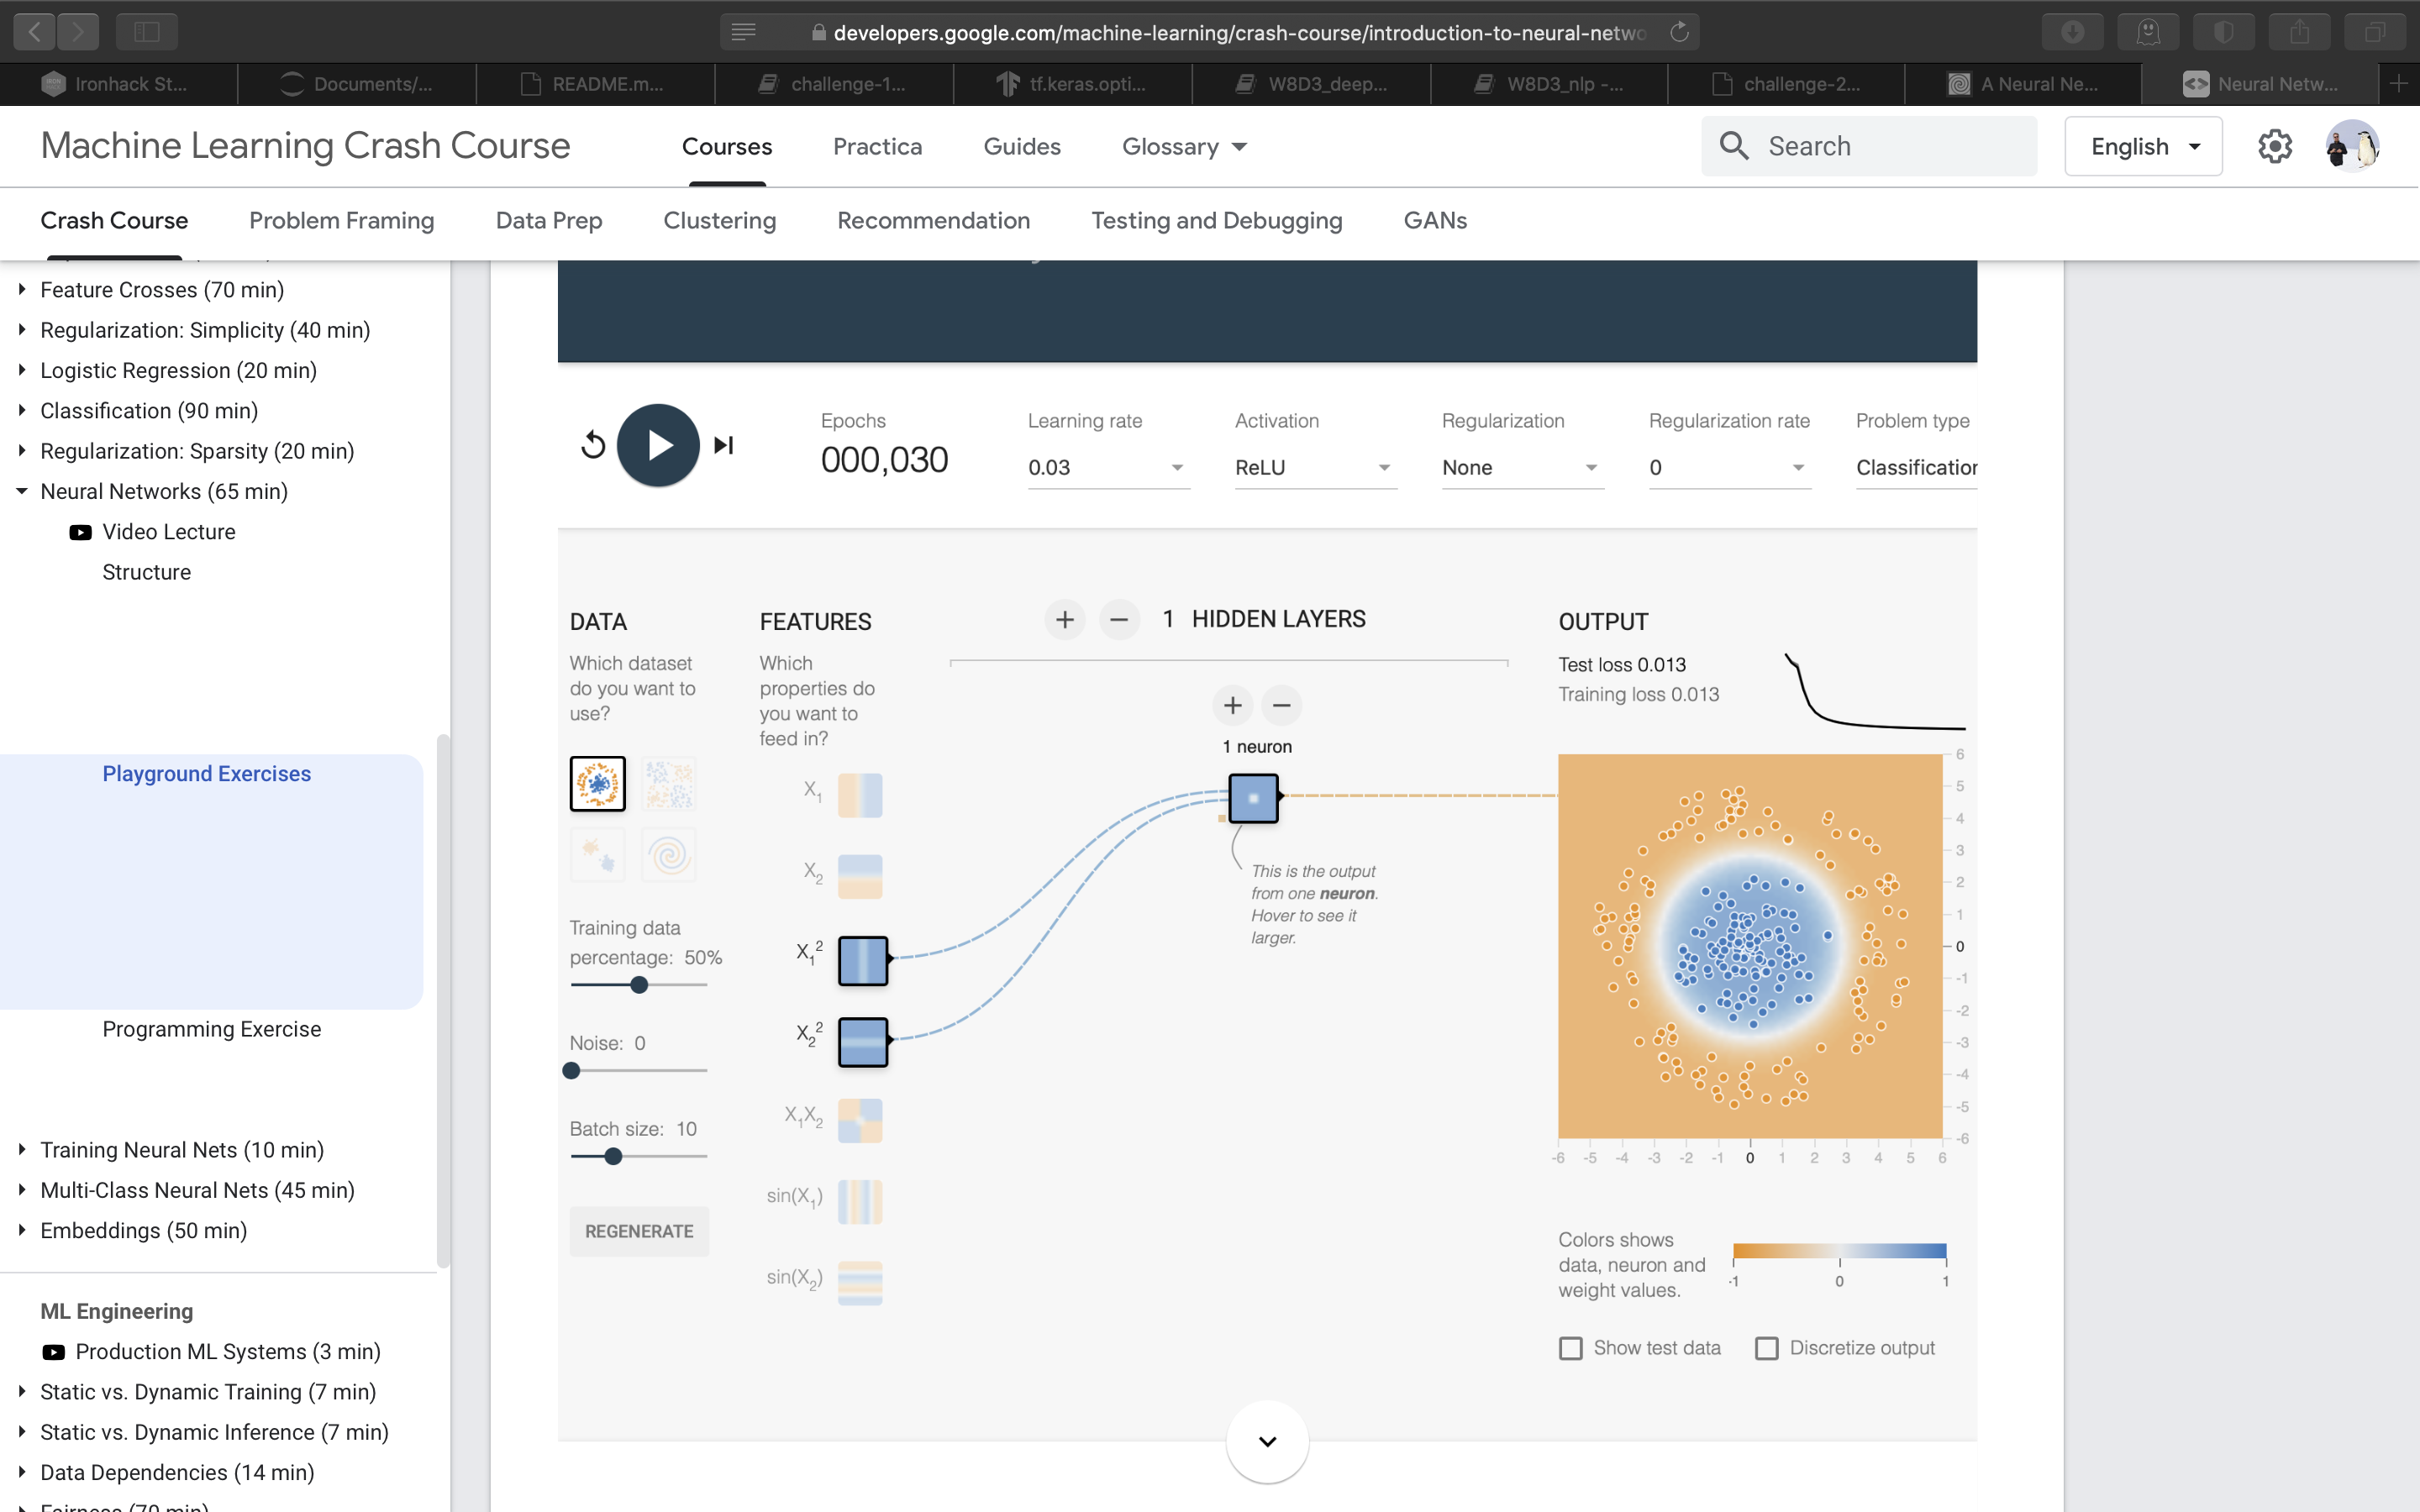 developers.google.com/machine-learning/crash-course/introduction-to-neural-netwo
Ironhack St...
Documents/...
README.m...
challenge-1...
tf.keras.opti...
W8D3_deep...
W8D3_nlp -...
challenge-2...
A Neural Ne...
Neural Netw...
Machine Learning Crash Course
Courses
Practica
Guides
Glossary
Search
English
Crash Course
Problem Framing
Data Prep
Clustering
Recommendation
Testing and Debugging
GANs
Feature Crosses (70 min)
Regularization: Simplicity (40 min)
Logistic Regression (20 min)
Classification (90 min)
Regularization: Sparsity (20 min)
Neural Networks (65 min)
Video Lecture
Structure
Playground Exercises
Programming Exercise
Training Neural Nets (10 min)
Multi-Class Neural Nets (45 min)
Embeddings (50 min)
ML Engineering
Production ML Systems (3 min)
Static vs. Dynamic Training (7 min)
Static vs. Dynamic Inference (7 min)
Data Dependencies (14 min)
Fairness (70 min)
Epochs
000,030
Learning rate
0.03
Activation
ReLU
Regularization
None
Regularization rate
0
Problem type
Classification
DATA
Which dataset
do you want to
use?
Training data
percentage: 50%
Noise: 0
Batch size: 10
REGENERATE
FEATURES
Which
properties do
you want to
feed in?
X1
X2
X1²
X2²
X1X2
sin(X1)
sin(X2)
1 HIDDEN LAYERS
1 neuron
This is the output
from one neuron.
Hover to see it
larger.
OUTPUT
Test loss 0.013
Training loss 0.013
6
5
4
3
2
1
0
-1
-2
-3
-4
-5
-6
-6 -5 -4 -3 -2 -1 0 1 2 3 4 5 6
Colors shows
data, neuron and
weight values.
-1 0 1
Show test data
Discretize output